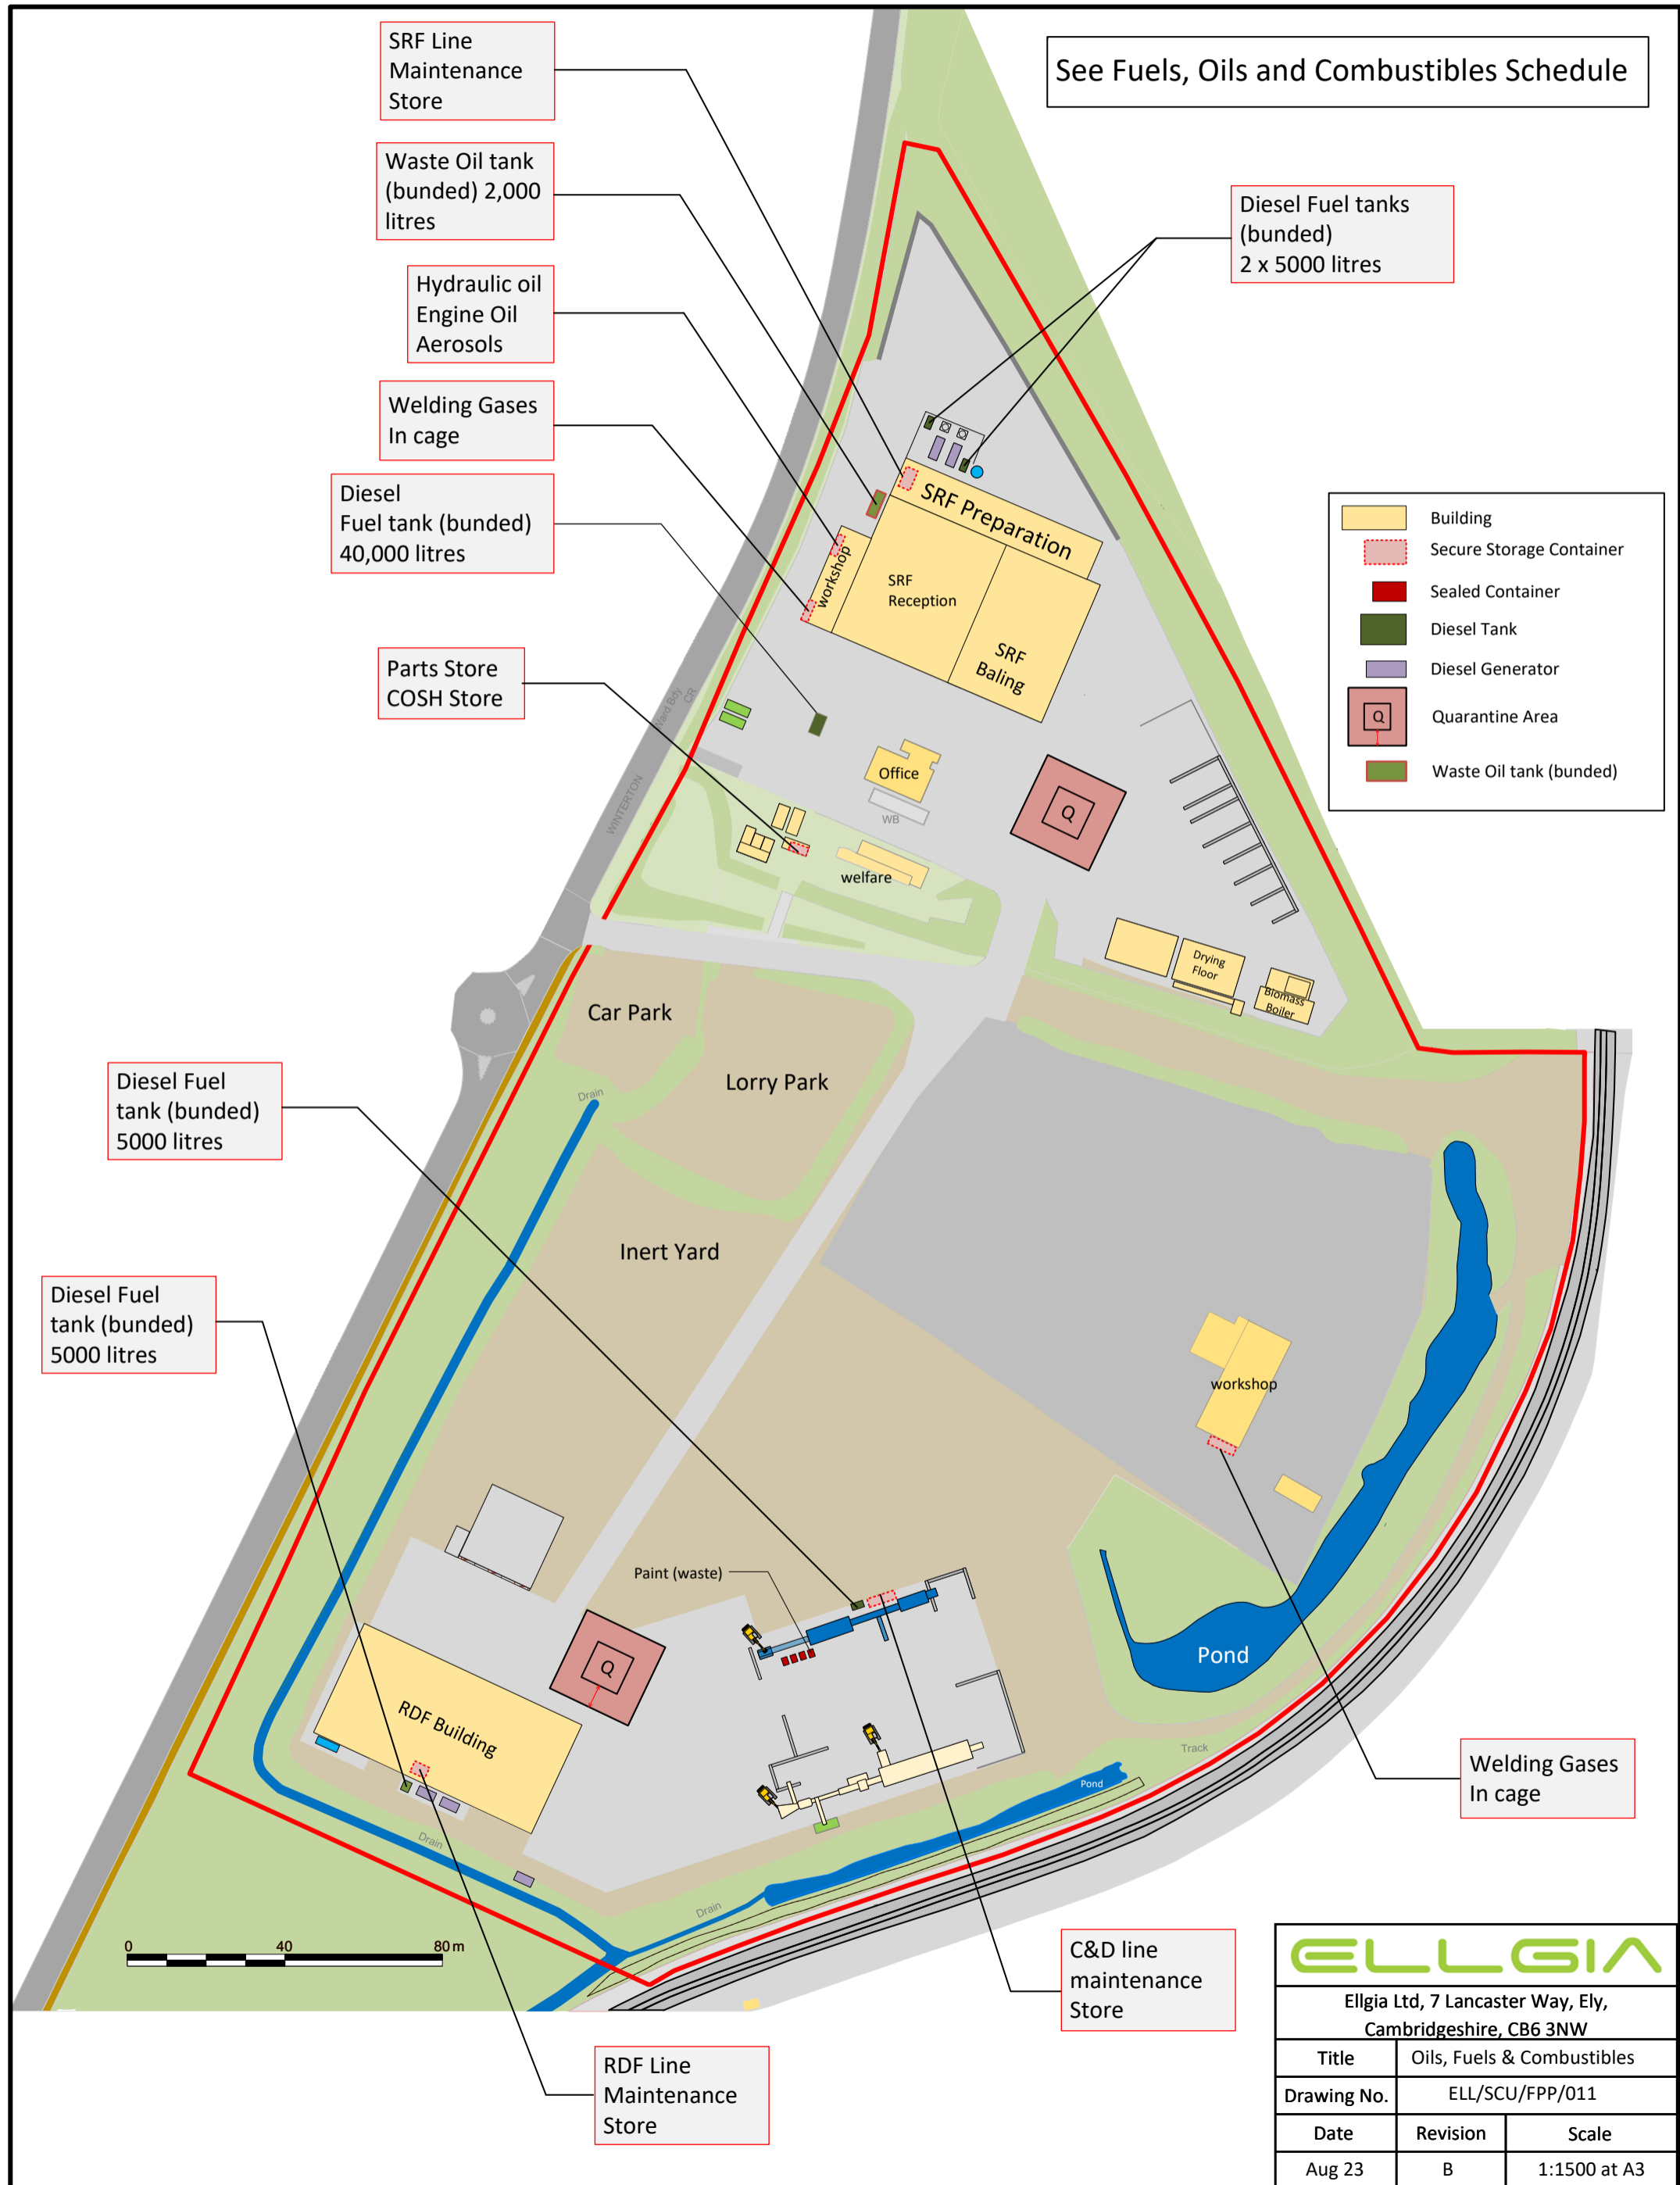 SRF Line
Maintenance
Store
See Fuels, Oils and Combustibles Schedule
Waste Oil tank
(bunded) 2,000
litres
Diesel Fuel tanks
(bunded)
2 x 5000 litres
Hydraulic oil
Engine Oil
Aerosols
Welding Gases
In cage
Diesel
Fuel tank (bunded)
40,000 litres
Parts Store
COSH Store
SRF Preparation
workshop
SRF
Reception
SRF
Baling
Building
Secure Storage Container
Sealed Container
Diesel Tank
Diesel Generator
Q
Quarantine Area
Waste Oil tank (bunded)
Ward Bdy
CR
WINTERTON
Office
WB
Q
welfare
Drying
Floor
Biomass
Boiler
Car Park
Lorry Park
Drain
Inert Yard
Diesel Fuel
tank (bunded)
5000 litres
Diesel Fuel
tank (bunded)
5000 litres
workshop
Paint (waste)
Q
RDF Building
Pond
Track
Pond
Drain
Drain
Welding Gases
In cage
0
40
80 m
C&D line
maintenance
Store
RDF Line
Maintenance
Store
ELLGIA
Ellgia Ltd, 7 Lancaster Way, Ely,
Cambridgeshire, CB6 3NW
Title
Oils, Fuels & Combustibles
Drawing No.
ELL/SCU/FPP/011
Date
Revision
Scale
Aug 23
B
1:1500 at A3